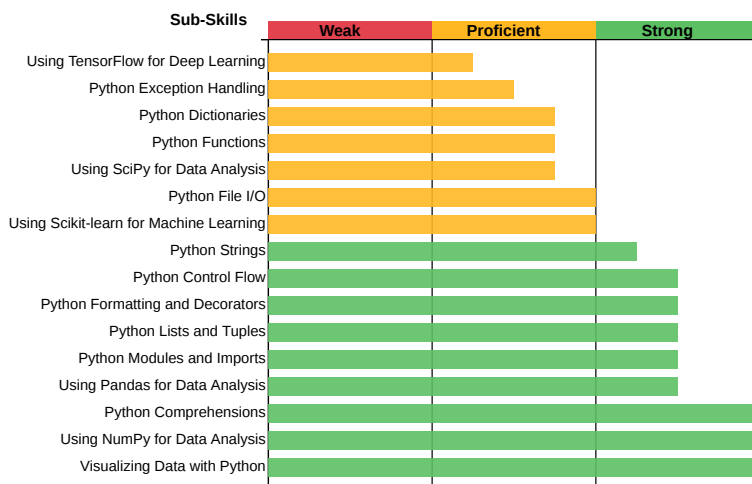 Sub-Skills
Weak Proficient Strong
Using TensorFlow for Deep Learning
Python Exception Handling
Python Dictionaries
Python Functions
Using SciPy for Data Analysis
Python File I/O
Using Scikit-learn for Machine Learning
Python Strings
Python Control Flow
Python Formatting and Decorators
Python Lists and Tuples
Python Modules and Imports
Using Pandas for Data Analysis
Python Comprehensions
Using NumPy for Data Analysis
Visualizing Data with Python